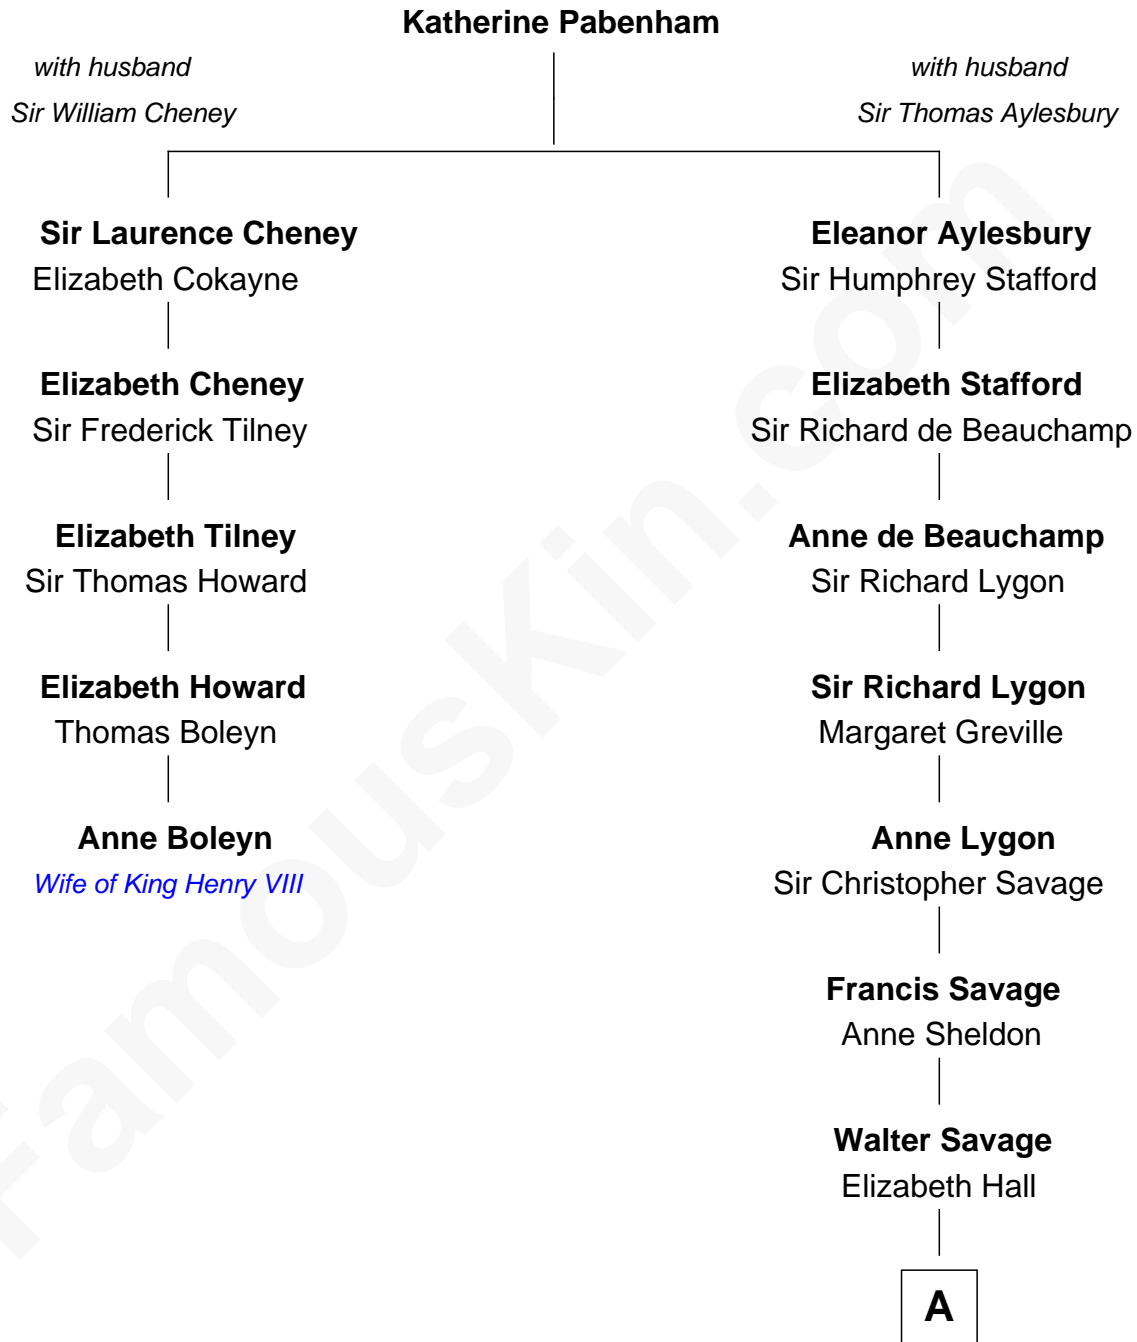 Katherine Pabenham
with husband
Sir William Cheney
with husband
Sir Thomas Aylesbury
Sir Laurence Cheney
Elizabeth Cokayne
Elizabeth Cheney
Sir Frederick Tilney
Elizabeth Tilney
Sir Thomas Howard
Elizabeth Howard
Thomas Boleyn
Anne Boleyn
Wife of King Henry VIII
Eleanor Aylesbury
Sir Humphrey Stafford
Elizabeth Stafford
Sir Richard de Beauchamp
Anne de Beauchamp
Sir Richard Lygon
Sir Richard Lygon
Margaret Greville
Anne Lygon
Sir Christopher Savage
Francis Savage
Anne Sheldon
Walter Savage
Elizabeth Hall
A
FamousKin.com